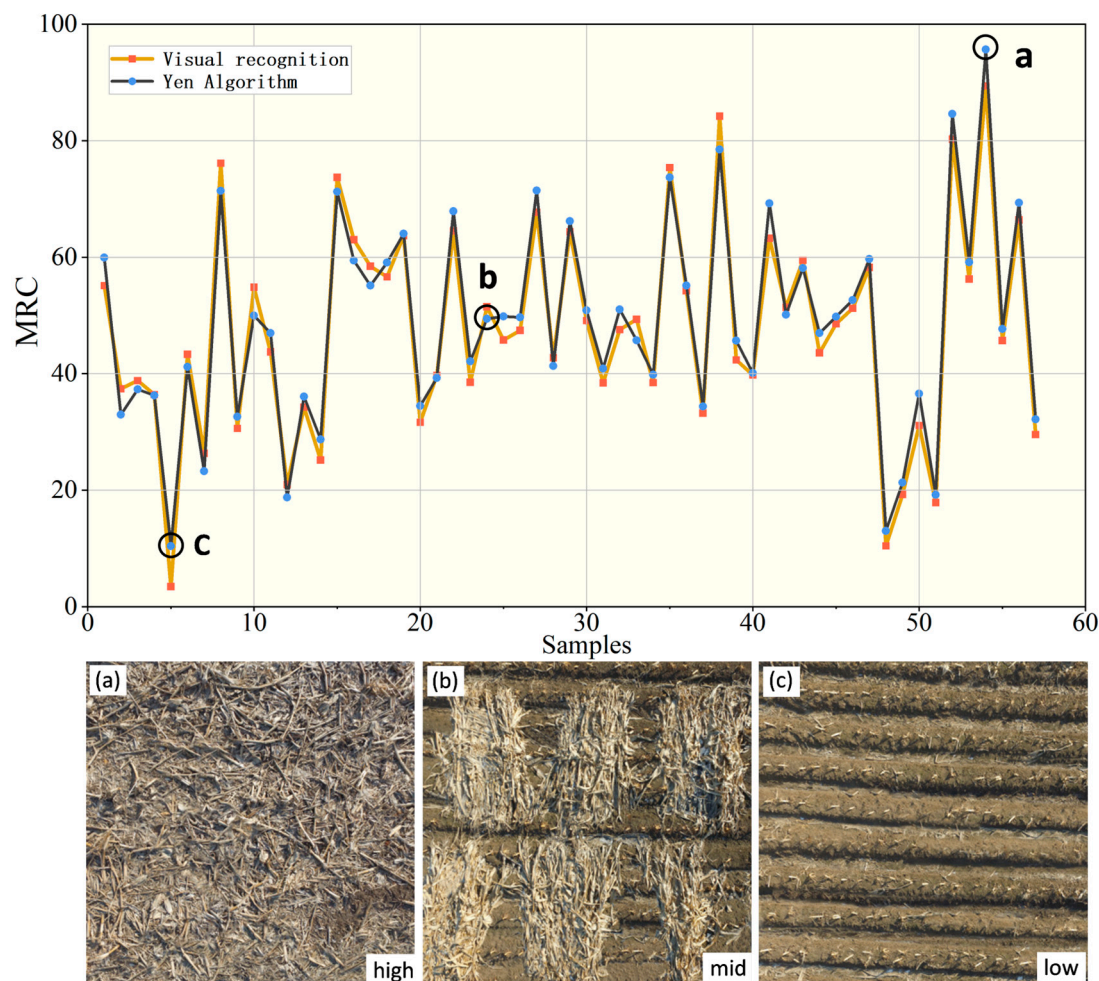 100
80
60
40
20
0
MRC
Visual recognition
Yen Algorithm
a
b
c
0 10 20 30 40 50 60
Samples
(a) (b) (c)
high mid low